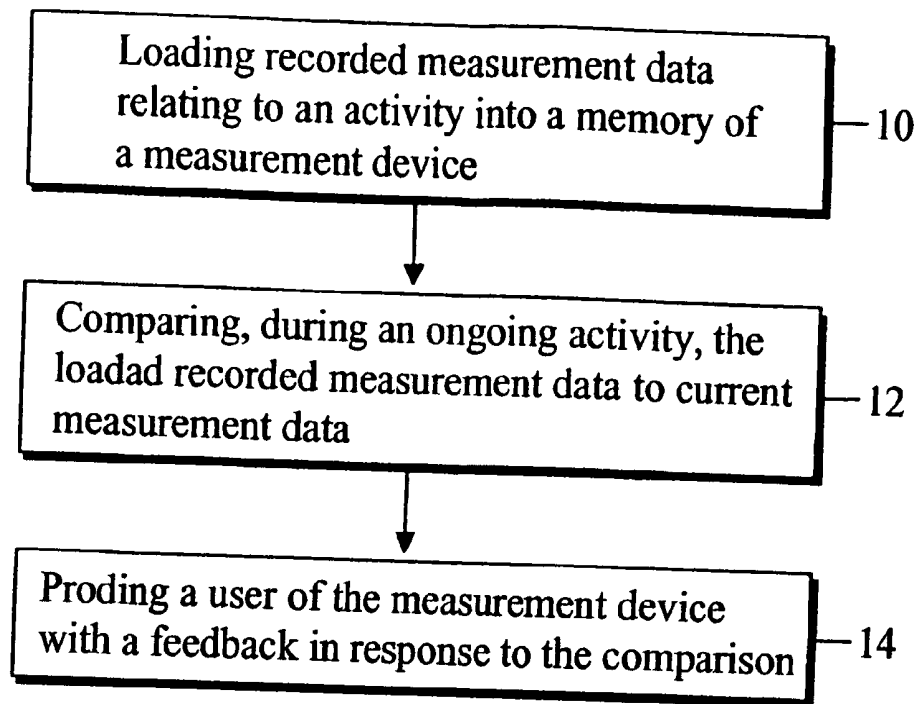 Loading recorded measurement data
relating to an activity into a memory of
a measurement device
10
Comparing, during an ongoing activity, the
loadad recorded measurement data to current
measurement data
12
Proding a user of the measurement device
with a feedback in response to the comparison
14